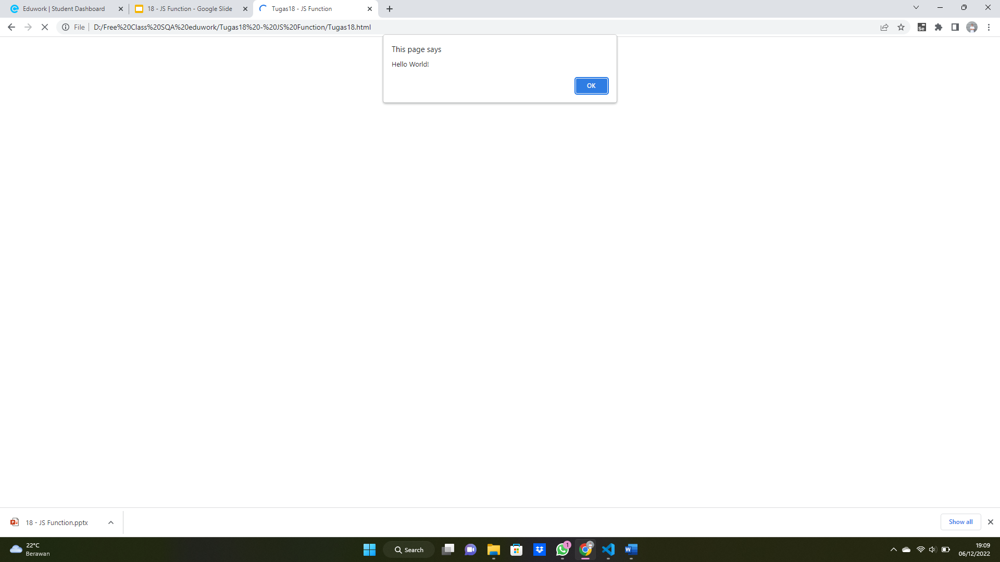 Eduwork | Student Dashboard
18 - JS Function - Google Slide
Tugas18 - JS Function
File
D:/Free%20Class%20SQA%20eduwork/Tugas18%20-%20JS%20Function/Tugas18.html
Se
This page says
Hello World!
OK
18 - JS Function.pptx
Show all
22°C
Berawan
Search
1
19:09
06/12/2022